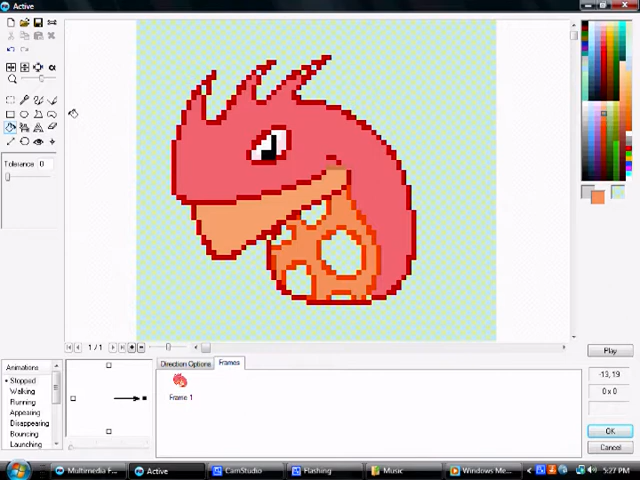 Active
Tolerance 0
1 / 1
Animations
Stopped
Walking
Running
Appearing
Disappearing
Bouncing
Launching
Direction Options
Frames
Frame 1
Play
-13, 19
0 x 0
OK
Cancel
Multimedia F...
Active
CamStudio
Flashing
Music
Windows Me...
5:27 PM